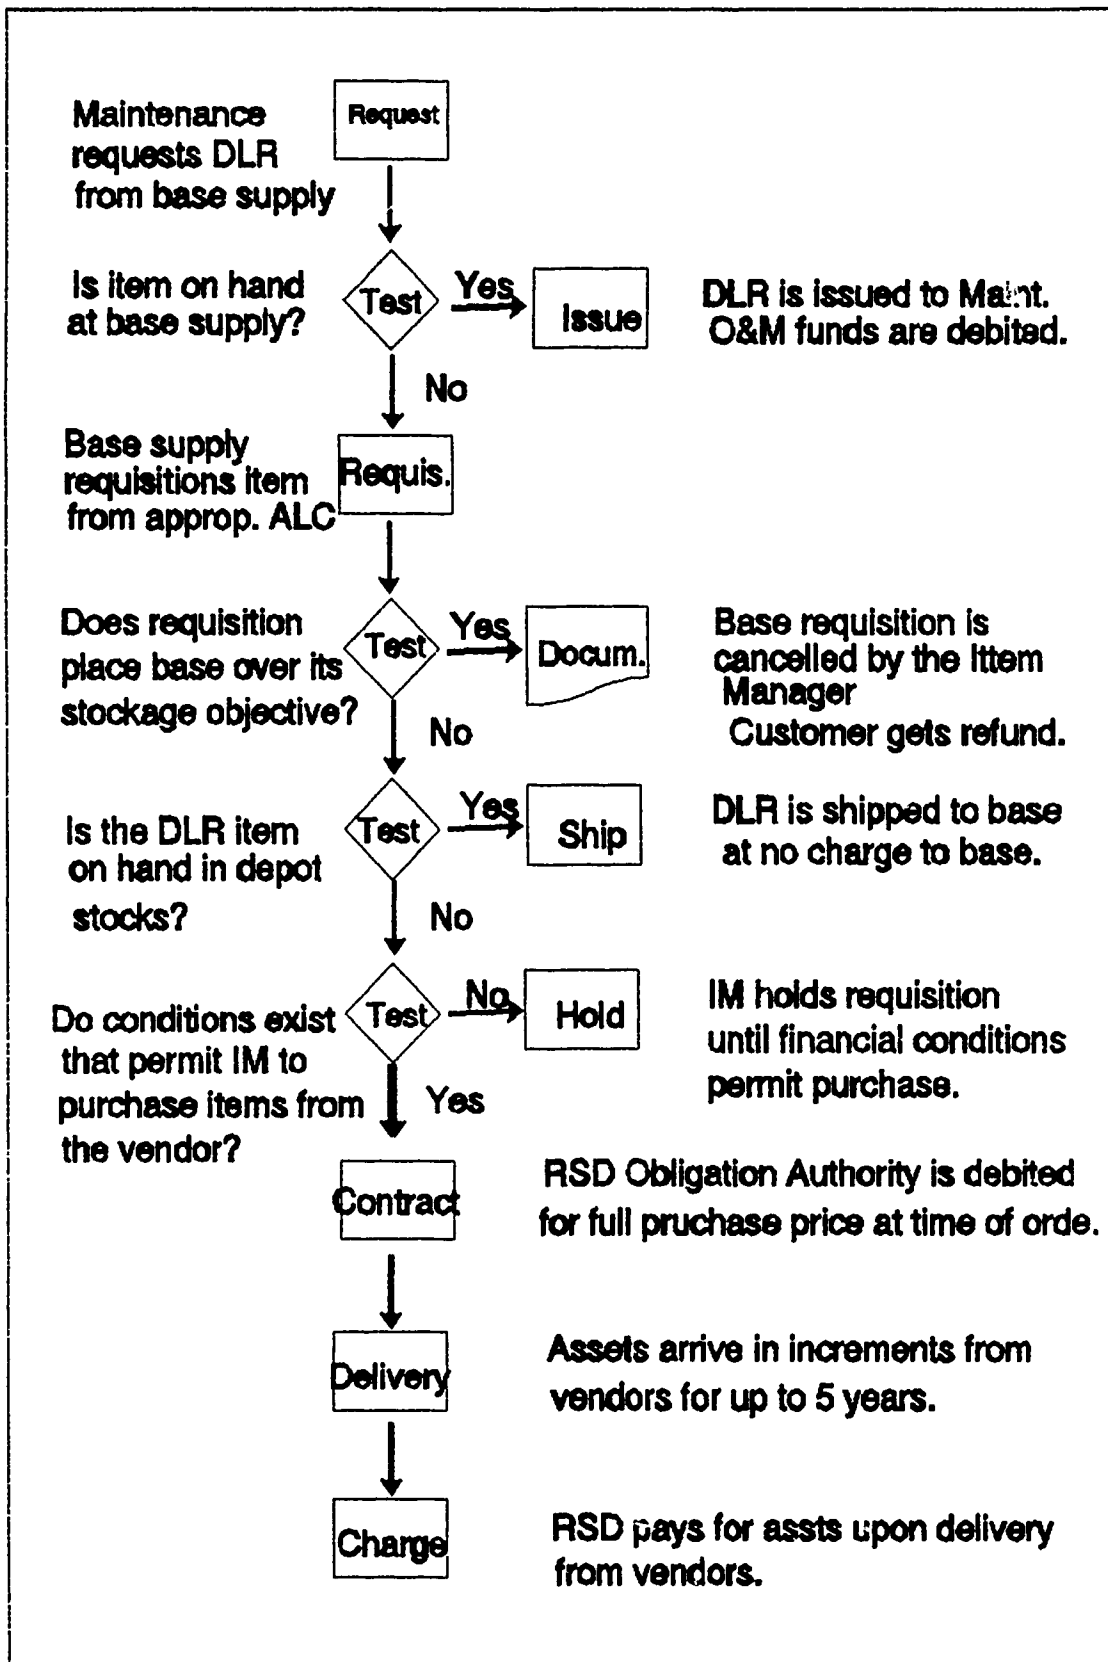 Request
Maintenance
requests DLR
from base supply
Is item on hand
at base supply?
Test
Yes
Issue
DLR is issued to Maint.
O&M funds are debited.
No
Base supply
requisitions item
from approp. ALC
Requis.
Does requisition
place base over its
stockage objective?
Test
Yes
Docum.
Base requisition is
cancelled by the Ittem
Manager
Customer gets refund.
No
Is the DLR item
on hand in depot
stocks?
Test
Yes
Ship
DLR is shipped to base
at no charge to base.
No
Do conditions exist
that permit IM to
purchase items from
the vendor?
Test
No
Hold
IM holds requisition
until financial conditions
permit purchase.
Yes
Contract
RSD Obligation Authority is debited
for full pruchase price at time of orde.
Delivery
Assets arrive in increments from
vendors for up to 5 years.
Charge
RSD pays for assts upon delivery
from vendors.